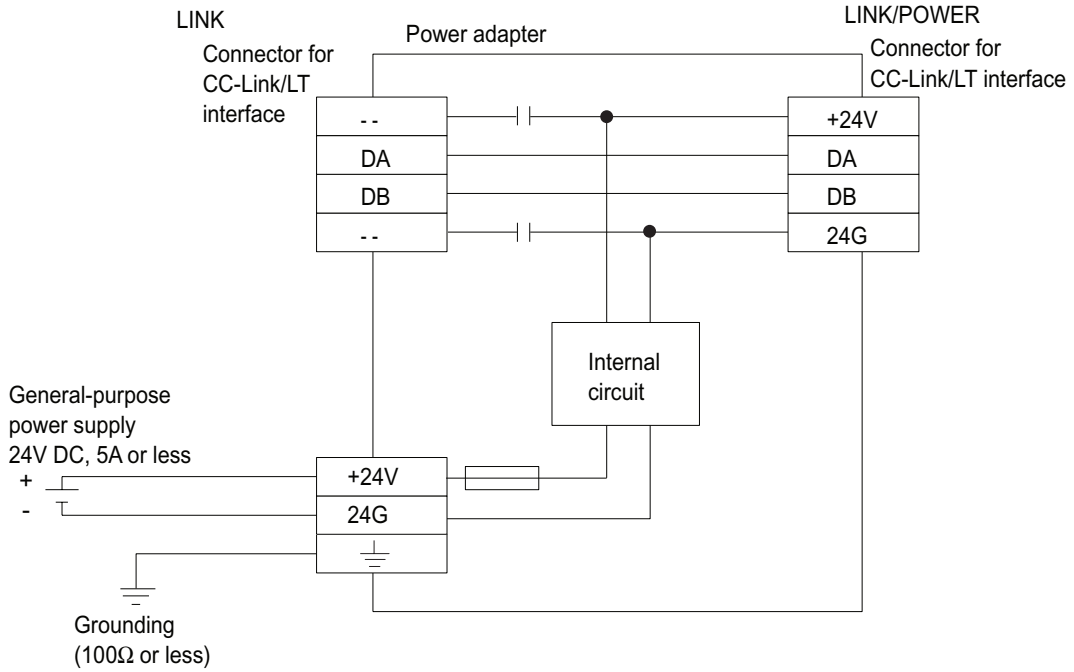 LINK
Connector for
CC-Link/LT
interface
Power adapter
LINK/POWER
Connector for
CC-Link/LT interface
- -
DA
DB
- -
+24V
DA
DB
24G
Internal
circuit
General-purpose
power supply
24V DC, 5A or less
+
-
+24V
24G
Grounding
(100Ω or less)